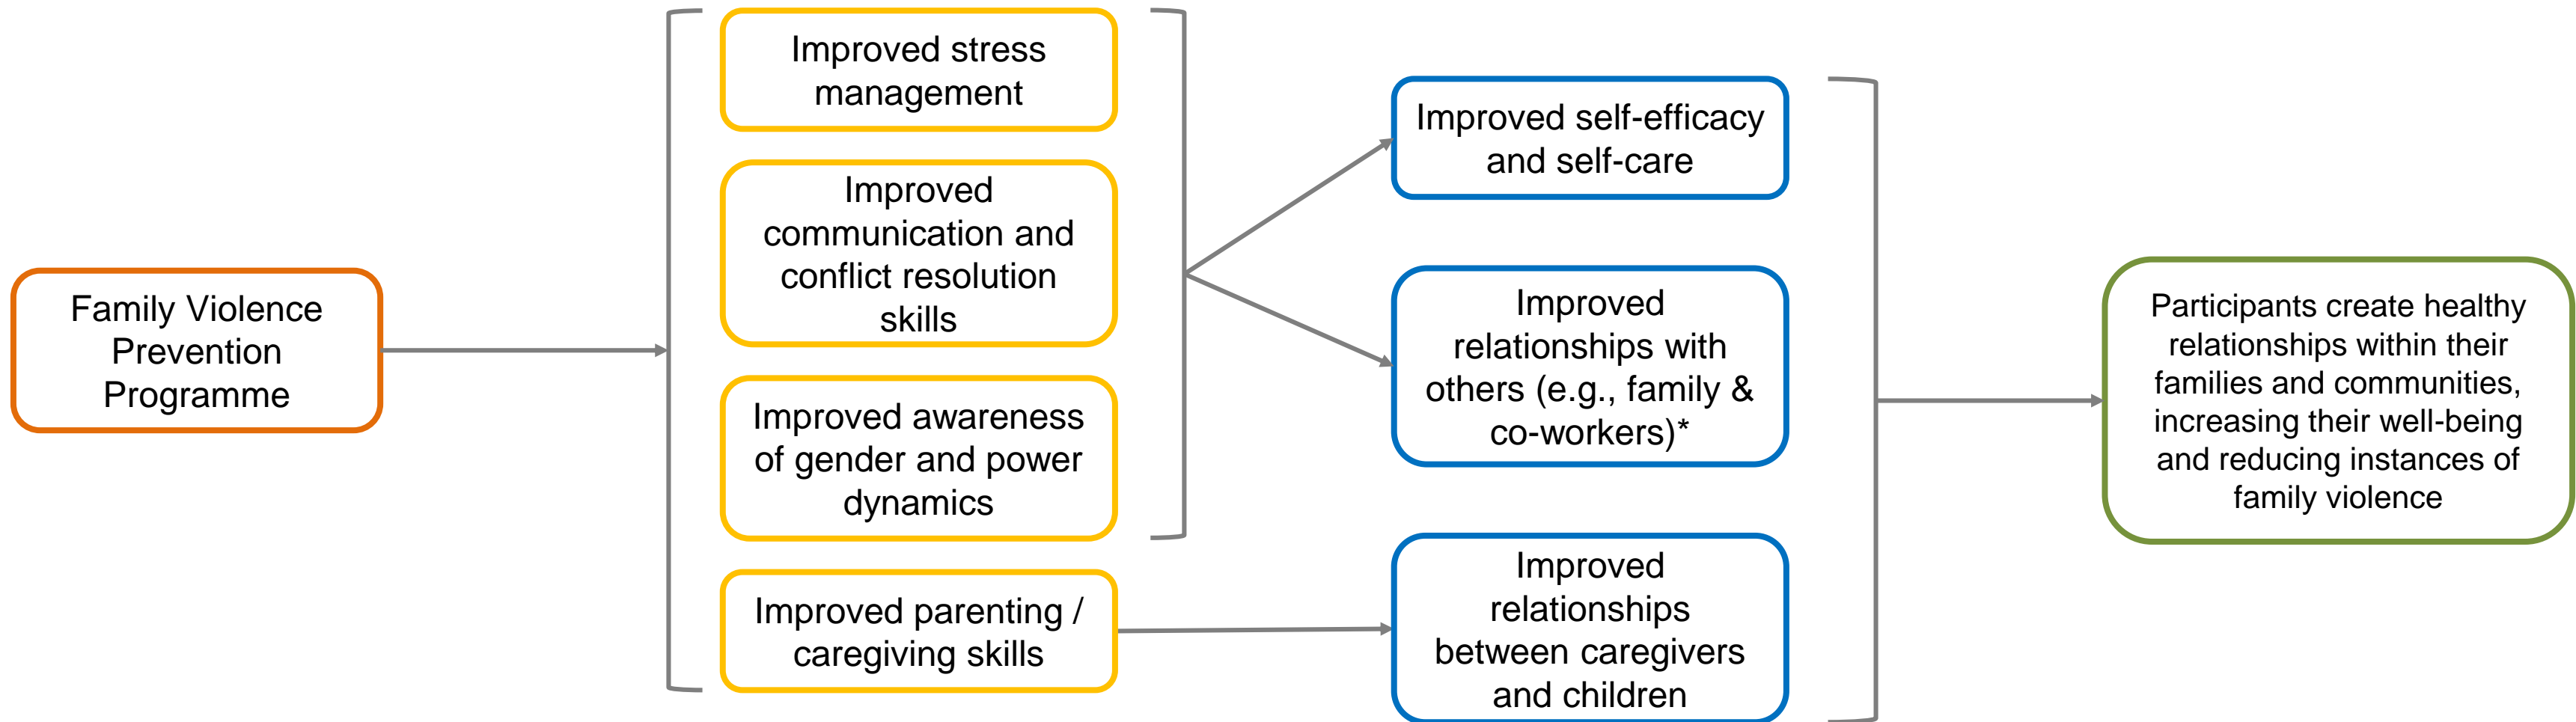 Family Violence
Prevention
Programme
Improved stress
management
Improved
communication and
conflict resolution
skills
Improved awareness
of gender and power
dynamics
Improved parenting /
caregiving skills
Improved self-efficacy
and self-care
Improved
relationships with
others (e.g., family &
co-workers)*
Improved
relationships
between caregivers
and children
Participants create healthy
relationships within their
families and communities,
increasing their well-being
and reducing instances of
family violence